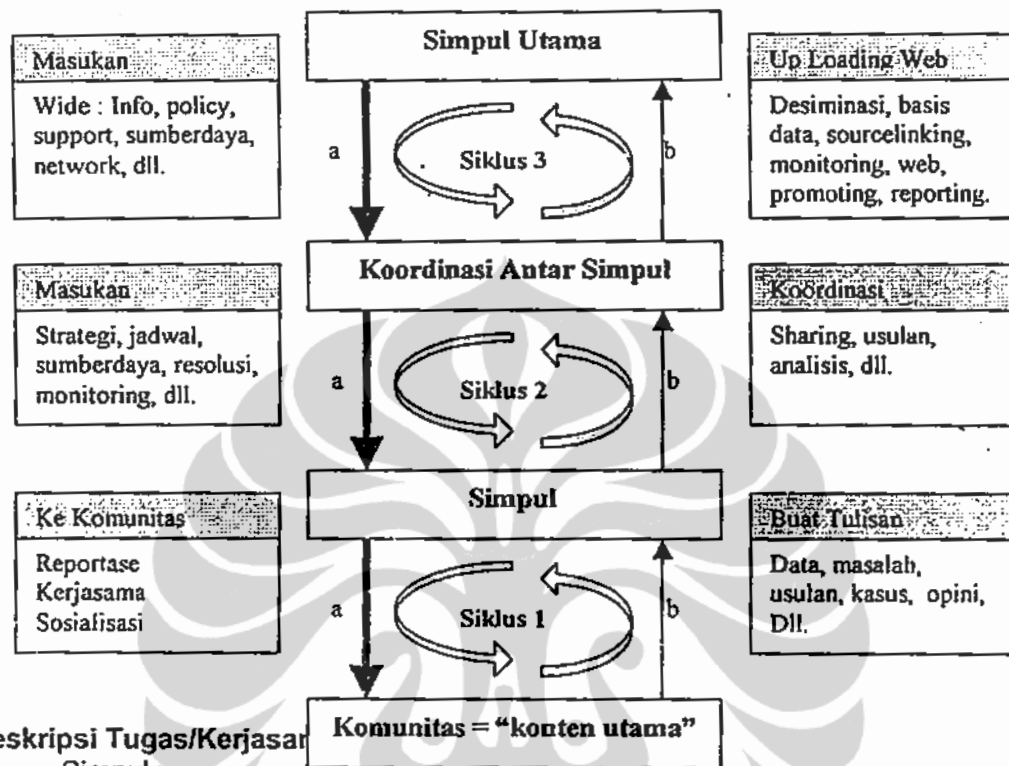 Simpul Utama
Masukan
Wide : Info, policy,
support, sumberdaya,
network, dll.
a
Siklus 3
b
Up Loading Web
Desiminasi, basis
data, sourcelinking,
monitoring, web,
promoting, reporting.
Koordinasi Antar Simpul
Masukan
Strategi, jadwal,
sumberdaya, resolusi,
monitoring, dll.
a
Siklus 2
b
Koordinasi
Sharing, usulan,
analisis, dll.
Simpul
Ke Komunitas
Reportase
Kerjasama
Sosialisasi
a
Siklus 1
b
Buat Tulisan
Data, masalah,
usulan, kasus, opini,
Dll.
Komunitas = “konten utama”
eskripsi Tugas/Kerjasar